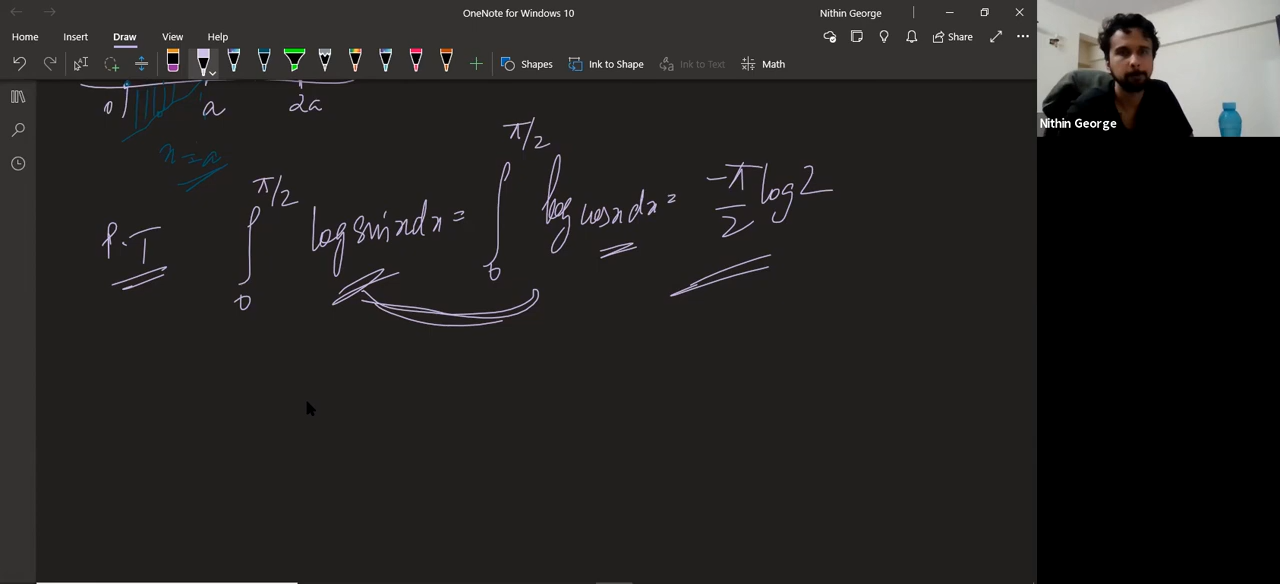 OneNote for Windows 10
Nithin George
Home Insert Draw View Help
Share
Shapes Ink to Shape Ink to Text Math
0 a 2a
x = a
P.T ∫₀^{π/2} log sin x dx = ∫₀^{π/2} log cos x dx = -π/2 log 2
Nithin George